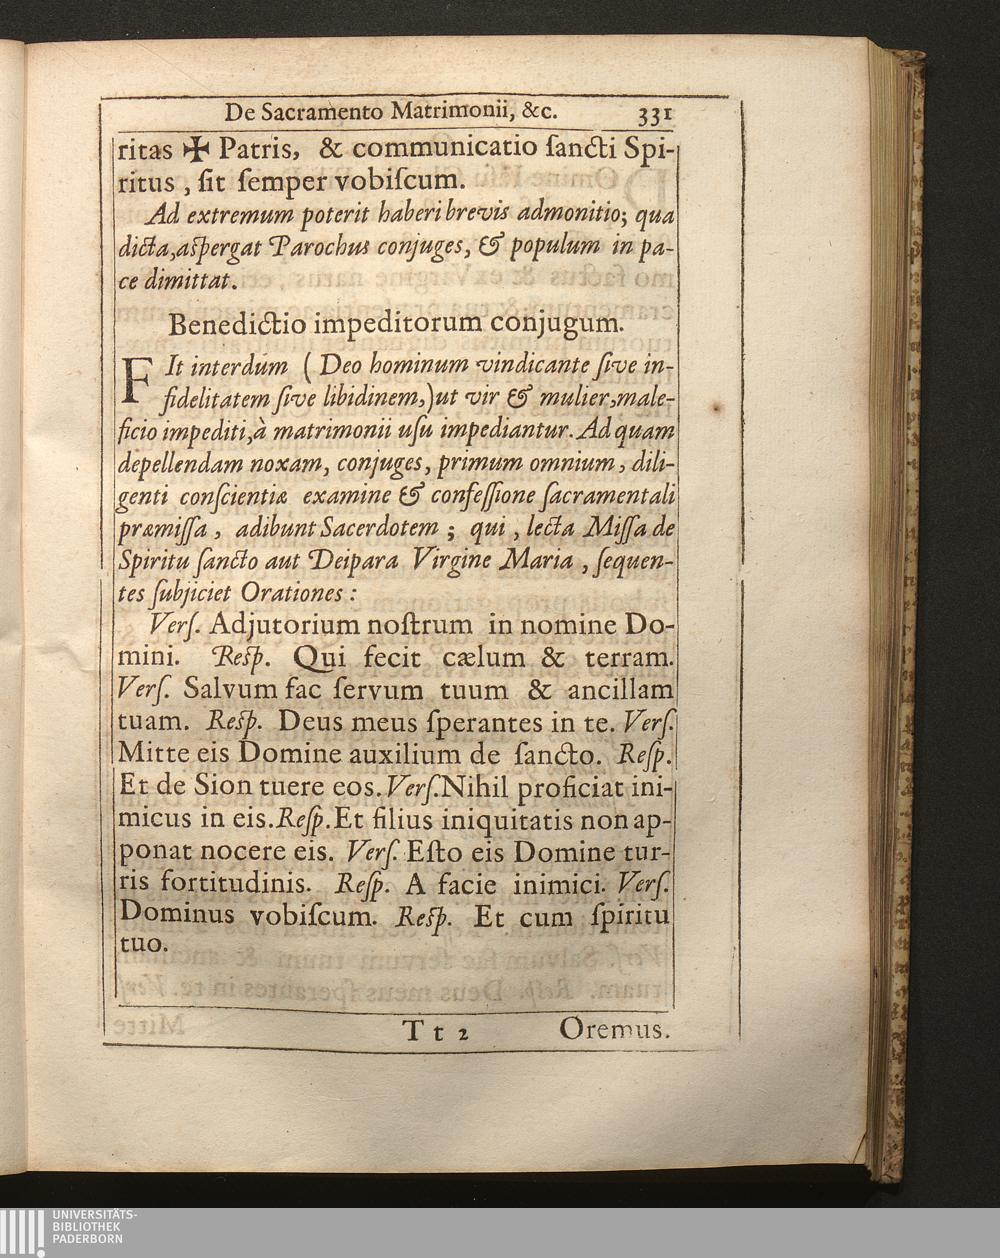 De Sacramento Matrimonii, &c. 331
ritas ✠ Patris, & communicatio ſancti Spi-
ritus, ſit ſemper vobiſcum.
Ad extremum poterit haberi brevis admonitio; qua
dicta, aſpergat Parochus conjuges, & populum in pa-
ce dimittat.
Benedictio impeditorum conjugum.
FIt interdum (Deo hominum vindicante ſive in-
fidelitatem ſive libidinem,) ut vir & mulier, male-
ficio impediti, à matrimonii uſu impediantur. Ad quam
depellendam noxam, conjuges, primum omnium, dili-
genti conſcientiæ examine & confeſſione ſacramentali
præmiſſa, adibunt Sacerdotem; qui, lecta Miſſa de
Spiritu ſancto aut Deipara Virgine Maria, ſequen-
tes ſubjiciet Orationes:
Verſ. Adjutorium noſtrum in nomine Do-
mini. Reſp. Qui fecit cælum & terram.
Verſ. Salvum fac ſervum tuum & ancillam
tuam. Reſp. Deus meus ſperantes in te. Verſ.
Mitte eis Domine auxilium de ſancto. Reſp.
Et de Sion tuere eos. Verſ. Nihil proficiat ini-
micus in eis. Reſp. Et filius iniquitatis non ap-
ponat nocere eis. Verſ. Eſto eis Domine tur-
ris fortitudinis. Reſp. A facie inimici. Verſ.
Dominus vobiſcum. Reſp. Et cum ſpiritu
tuo.
T t 2 Oremus.
UNIVERSITÄTS-
BIBLIOTHEK
PADERBORN